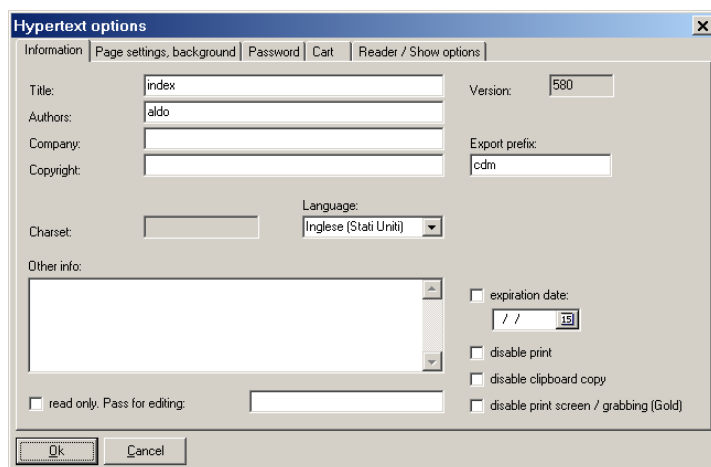 Hypertext options
Information Page settings, background Password Cart Reader / Show options
Title: index Version: 580
Authors: aldo
Company: Export prefix:
Copyright: cdm
Language:
Charset: Inglese (Stati Uniti)
Other info:
expiration date:
/ / 15
disable print
disable clipboard copy
read only. Pass for editing: disable print screen / grabbing (Gold)
Ok Cancel